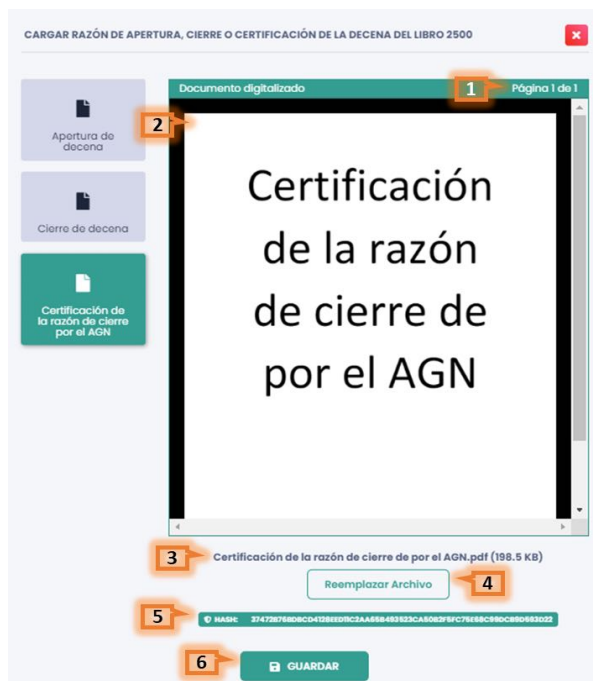 CARGAR RAZÓN DE APERTURA, CIERRE O CERTIFICACIÓN DE LA DECENA DEL LIBRO 2500
Apertura de
decena
Cierre de decena
Certificación de
la razón de cierre
por el AGN
Documento digitalizado
1
Página 1 de 1
2
Certificación
de la razón
de cierre de
por el AGN
3
Certificación de la razón de cierre de por el AGN.pdf (198.5 KB)
Reemplazar Archivo
4
5
HASH:
6
GUARDAR